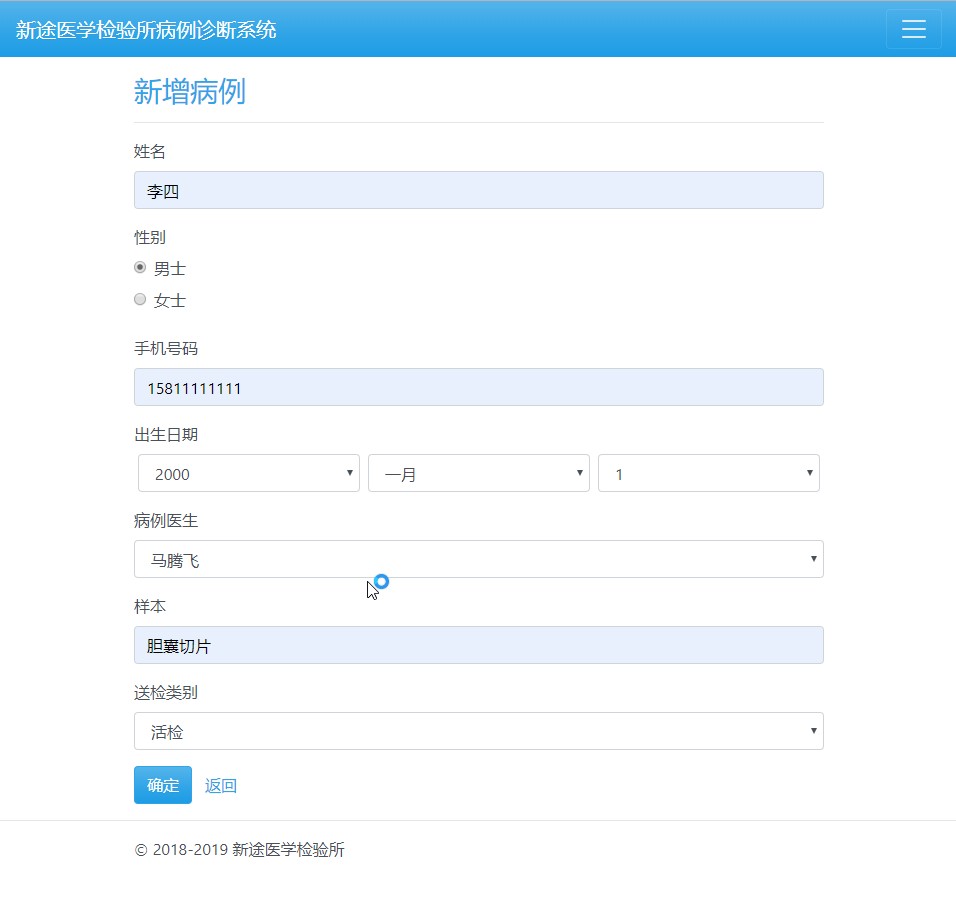 新途医学检验所病例诊断系统
新增病例
姓名
李四
性别
男士
女士
手机号码
15811111111
出生日期
2000 一月 1
病例医生
马腾飞
样本
胆囊切片
送检类别
活检
确定 返回
© 2018-2019 新途医学检验所